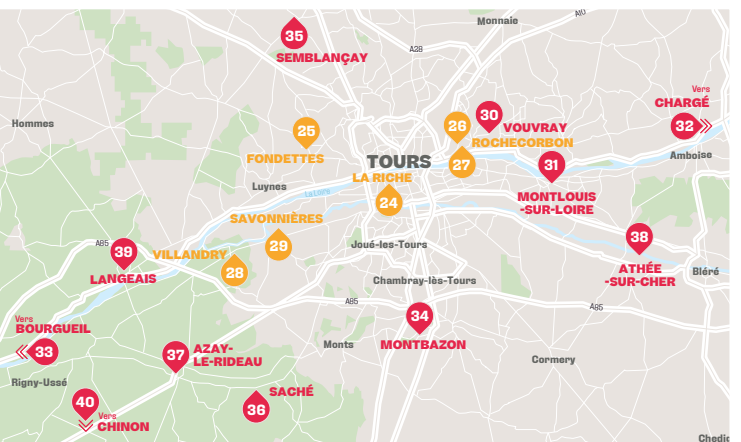 Monnaie
A10
35
A28
SEMBLANÇAY
Vers
CHARGÉ
32
Hommes
25
26
30
VOUVRAY
ROCHECORBON
FONDETTES
TOURS
27
31
Amboise
LA RICHE
Luynes
La Loire
24
MONTLOUIS
-SUR-LOIRE
SAVONNIÈRES
29
38
A85
39
VILLANDRY
28
Joué-les-Tours
LANGEAIS
ATHÉE
-SUR-CHER
Bléré
Chambray-lès-Tours
A85
A85
Vers
BOURGUEIL
33
34
MONTBAZON
Monts
37
AZAY-
LE-RIDEAU
Cormery
Rigny-Ussé
40
Vers
CHINON
SACHÉ
36
Chedig